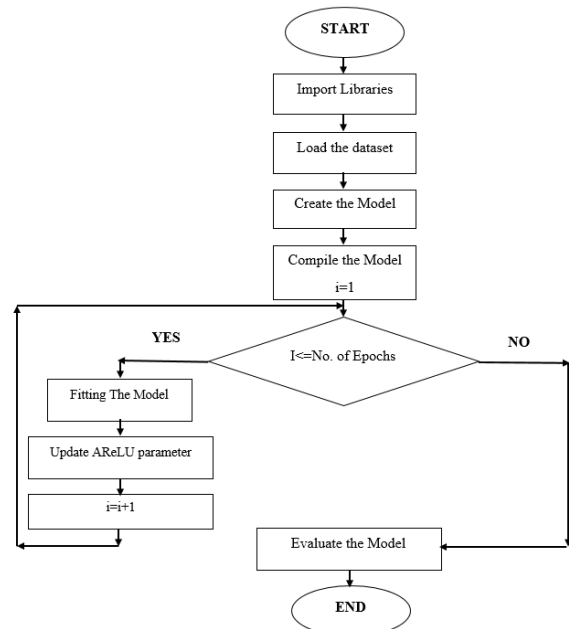 START
Import Libraries
Load the dataset
Create the Model
Compile the Model
i=1
I<=No. of Epochs
YES
NO
Fitting The Model
Update AReLU parameter
i=i+1
Evaluate the Model
END